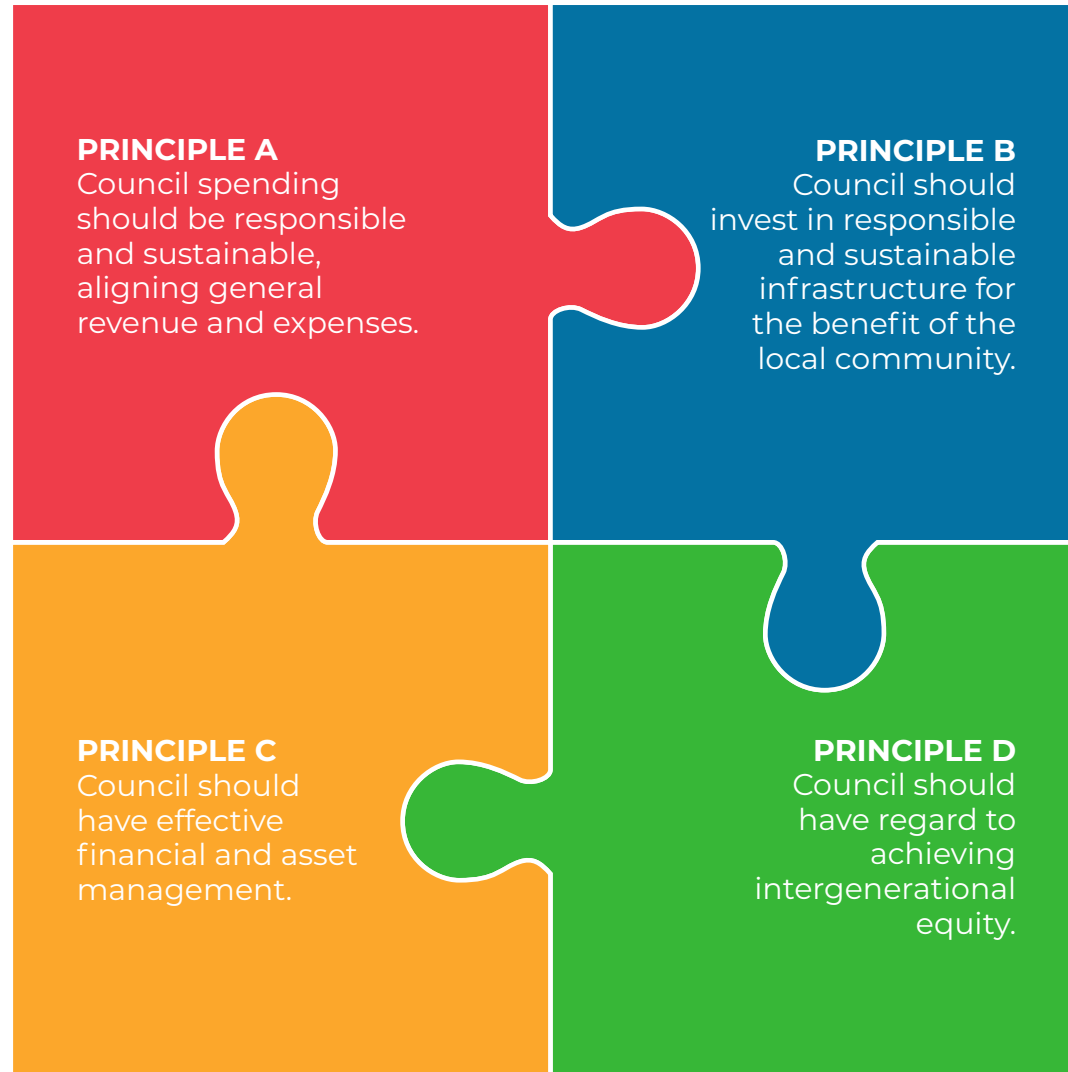 PRINCIPLE A
Council spending
should be responsible
and sustainable,
aligning general
revenue and expenses.
PRINCIPLE B
Council should
invest in responsible
and sustainable
infrastructure for
the benefit of the
local community.
PRINCIPLE C
Council should
have effective
financial and asset
management.
PRINCIPLE D
Council should
have regard to
achieving
intergenerational
equity.